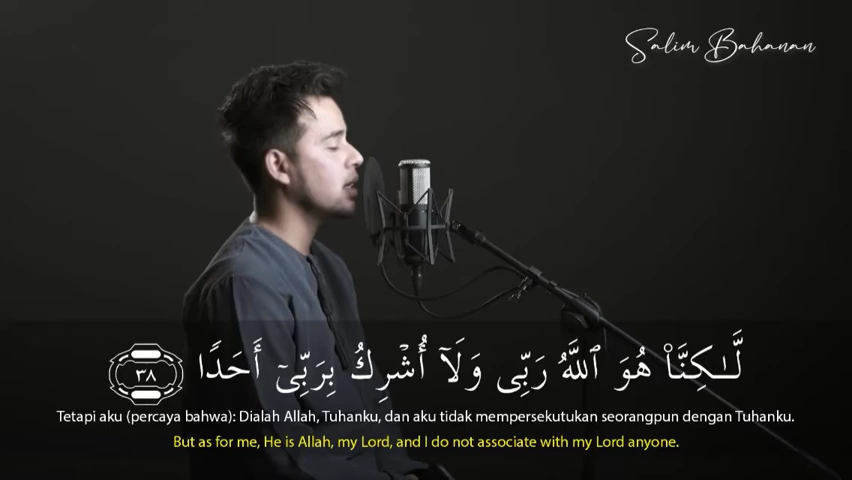 Salim Bahanan
لَّـٰكِنَّا۠ هُوَ ٱللَّهُ رَبِّى وَلَآ أُشْرِكُ بِرَبِّىٓ أَحَدًا ٣٨
Tetapi aku (percaya bahwa): Dialah Allah, Tuhanku, dan aku tidak mempersekutukan seorangpun dengan Tuhanku.
But as for me, He is Allah, my Lord, and I do not associate with my Lord anyone.